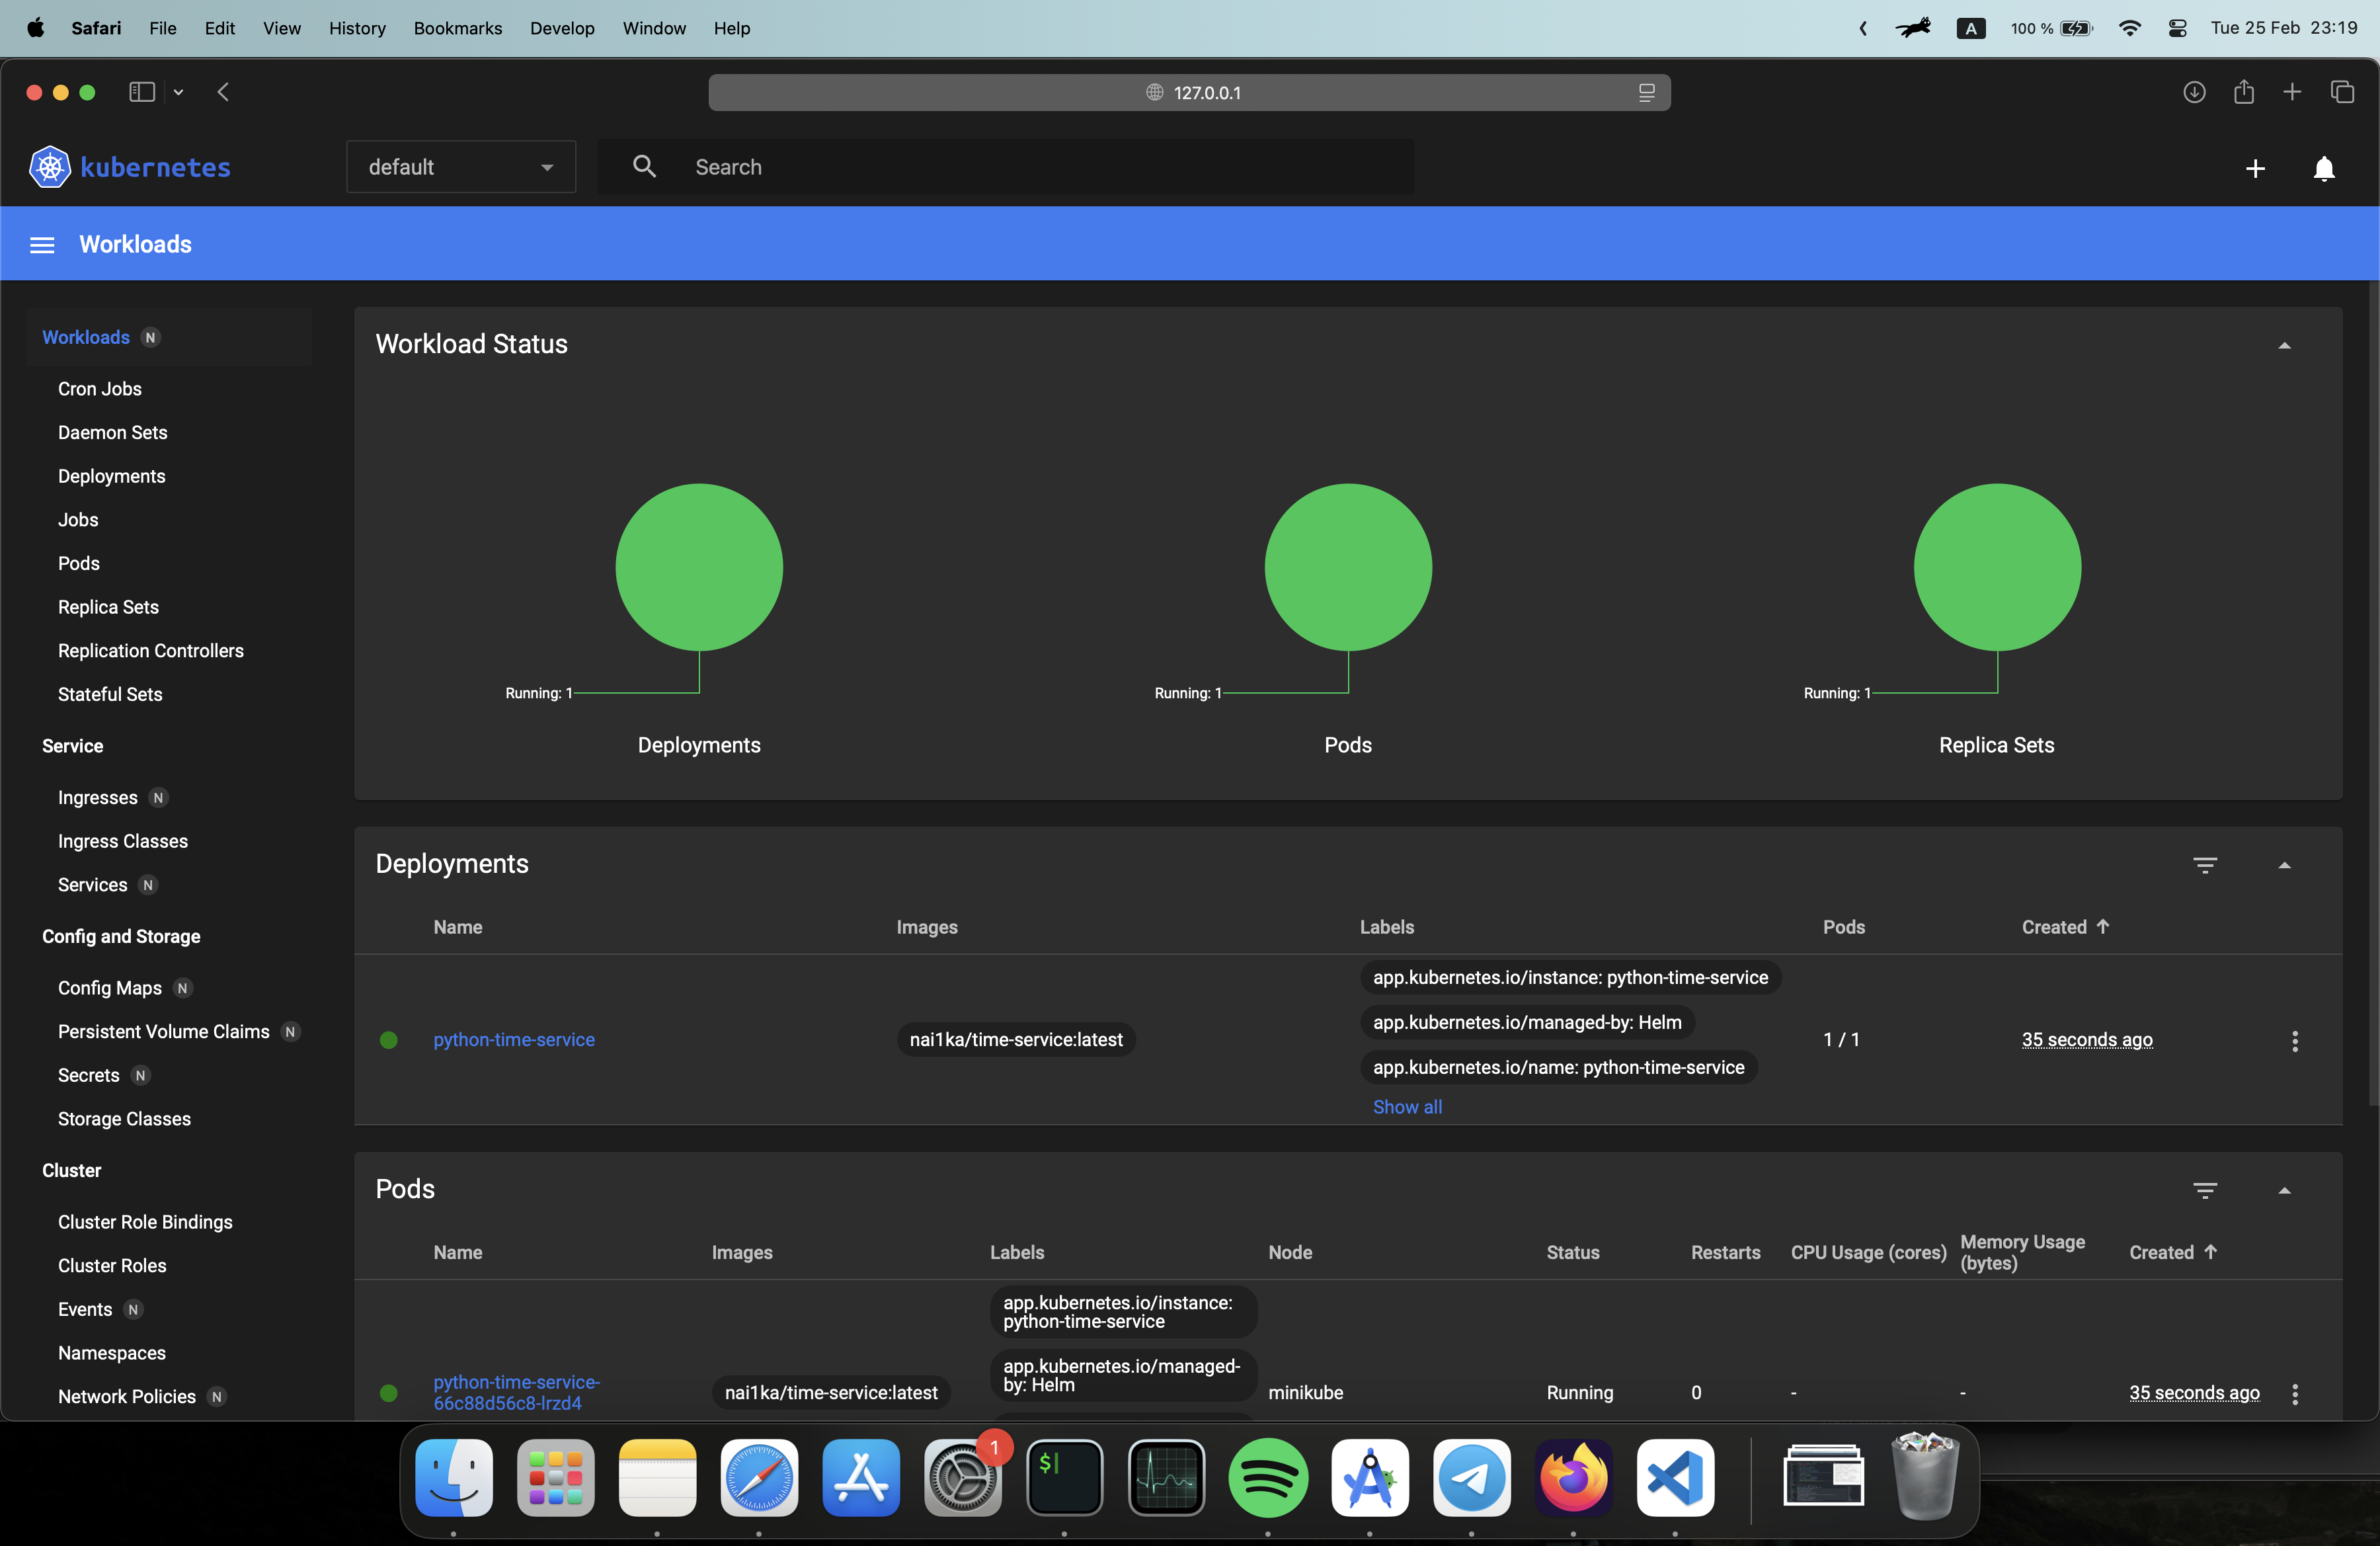 Safari File Edit View History Bookmarks Develop Window Help A 100 % Tue 25 Feb 23:19
127.0.0.1
kubernetes default Search
Workloads
Workloads N
Cron Jobs
Daemon Sets
Deployments
Jobs
Pods
Replica Sets
Replication Controllers
Stateful Sets
Service
Ingresses N
Ingress Classes
Services N
Config and Storage
Config Maps N
Persistent Volume Claims N
Secrets N
Storage Classes
Cluster
Cluster Role Bindings
Cluster Roles
Events N
Namespaces
Network Policies N
Workload Status
Running: 1
Deployments
Running: 1
Pods
Running: 1
Replica Sets
Deployments
Name Images Labels Pods Created
python-time-service nai1ka/time-service:latest
app.kubernetes.io/instance: python-time-service
app.kubernetes.io/managed-by: Helm
app.kubernetes.io/name: python-time-service
Show all
1 / 1 35 seconds ago
Pods
Name Images Labels Node Status Restarts CPU Usage (cores) Memory Usage
(bytes)
Created
python-time-service-
66c88d56c8-lrzd4
nai1ka/time-service:latest
app.kubernetes.io/instance:
python-time-service
app.kubernetes.io/managed-
by: Helm
minikube Running 0 - - 35 seconds ago
1
$